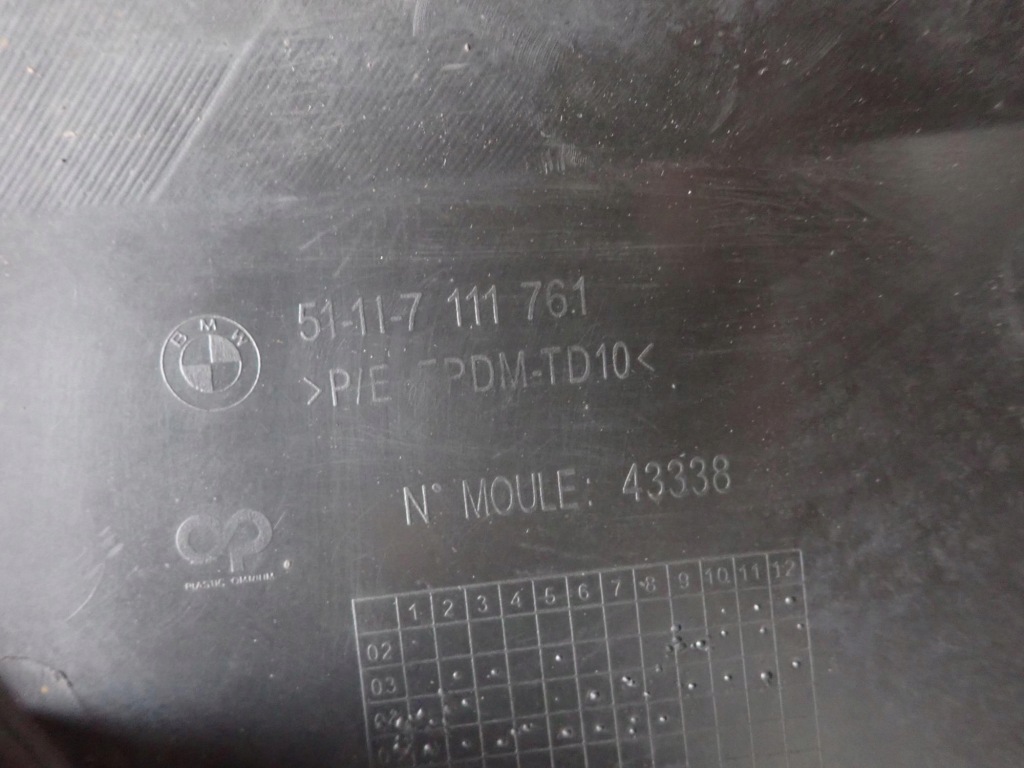 BMW
51-11-7 111 761
>P/E EPDM-TD10<
N° MOULE: 43338
1 2 3 4 5 6 7 8 9 10 11 12
02
03